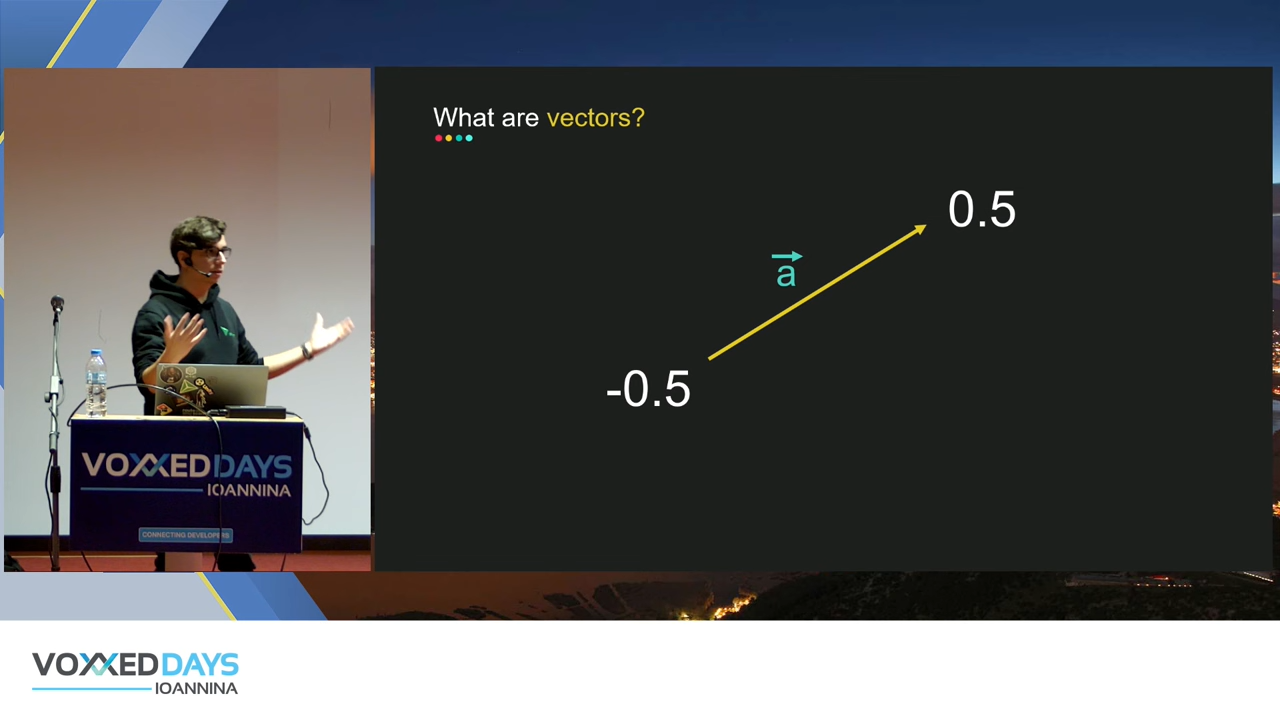 What are vectors?
0.5
a
-0.5
VOXXEDDAYS
IOANNINA
CONNECTING DEVELOPERS
VOXXEDDAYS
IOANNINA